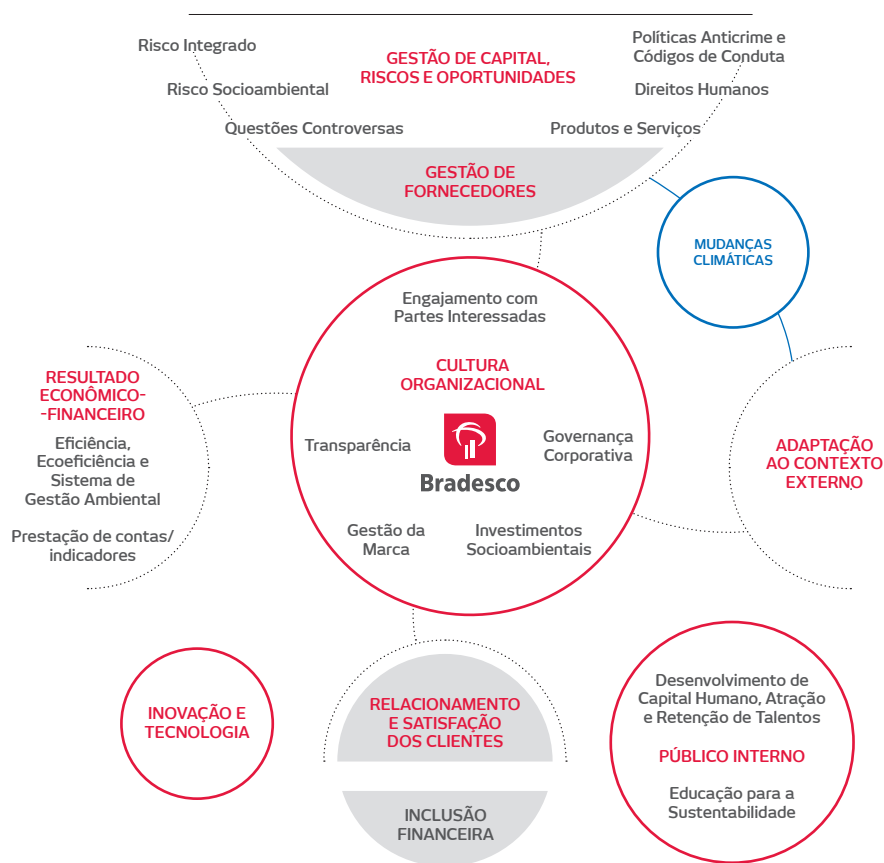 Risco Integrado
GESTÃO DE CAPITAL,
RISCOS E OPORTUNIDADES
Políticas Anticrime e
Códigos de Conduta
Risco Socioambiental
Direitos Humanos
Questões Controversas
Produtos e Serviços
GESTÃO DE
FORNECEDORES
MUDANÇAS
CLIMÁTICAS
Engajamento com
Partes Interessadas
CULTURA
ORGANIZACIONAL
Transparência
Bradesco
Governança
Corporativa
Gestão da
Marca
Investimentos
Socioambientais
RESULTADO
ECONÔMICO-
-FINANCEIRO
Eficiência,
Ecoeficiência e
Sistema de
Gestão Ambiental
Prestação de contas/
indicadores
ADAPTAÇÃO
AO CONTEXTO
EXTERNO
INOVAÇÃO E
TECNOLOGIA
RELACIONAMENTO
E SATISFAÇÃO
DOS CLIENTES
INCLUSÃO
FINANCEIRA
Desenvolvimento de
Capital Humano, Atração
e Retenção de Talentos
PÚBLICO INTERNO
Educação para a
Sustentabilidade